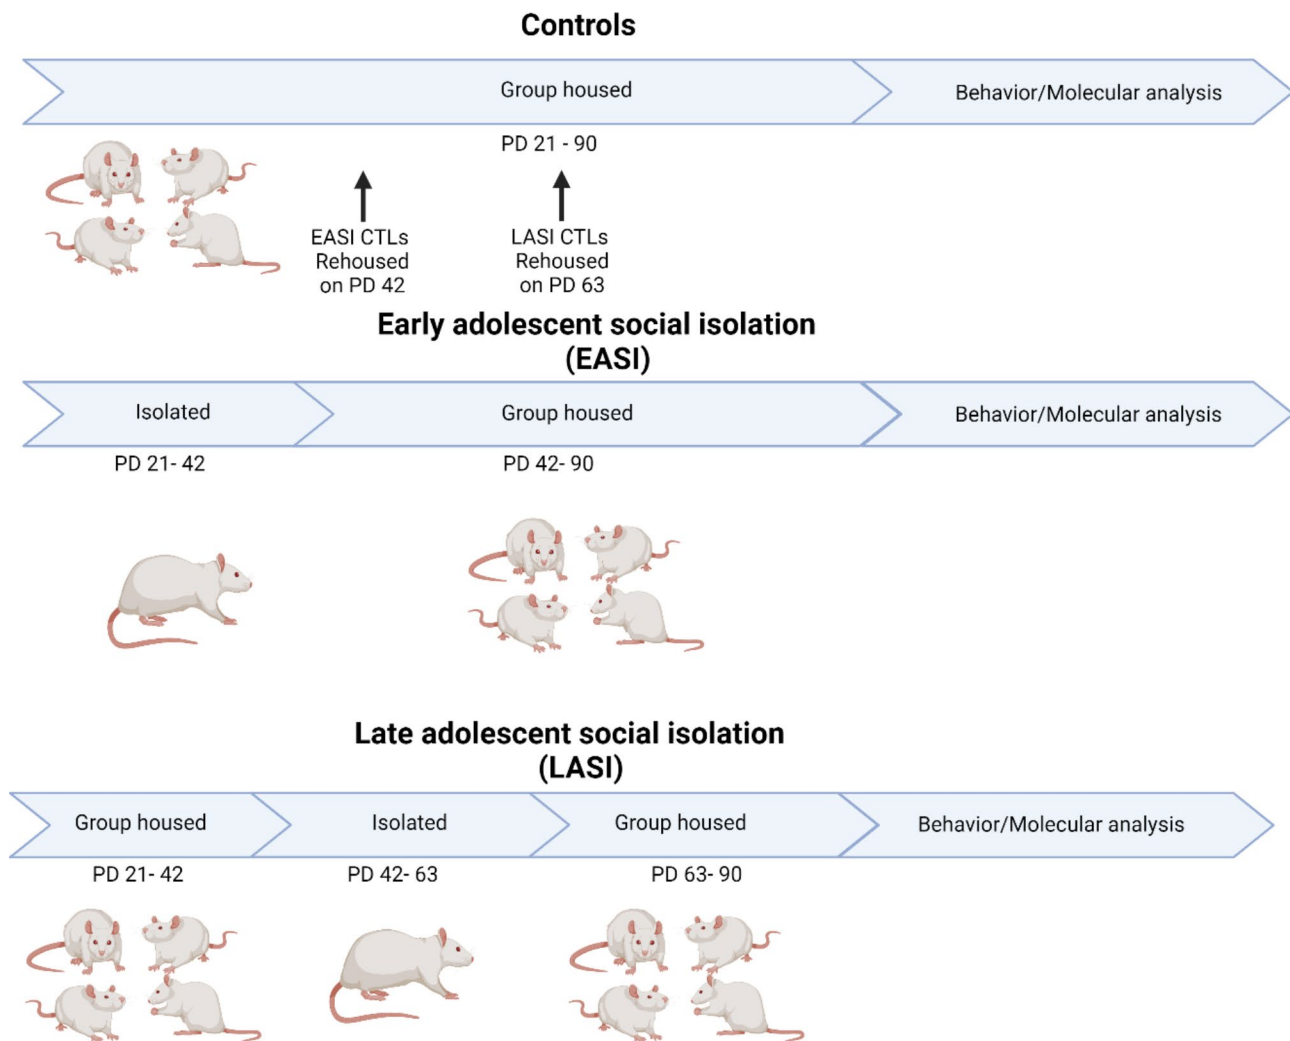 Controls
Group housed
Behavior/Molecular analysis
PD 21 - 90
EASI CTLs
Rehoused
on PD 42
LASI CTLs
Rehoused
on PD 63
Early adolescent social isolation
(EASI)
Isolated
Group housed
Behavior/Molecular analysis
PD 21- 42
PD 42- 90
Late adolescent social isolation
(LASI)
Group housed
Isolated
Group housed
Behavior/Molecular analysis
PD 21- 42
PD 42- 63
PD 63- 90